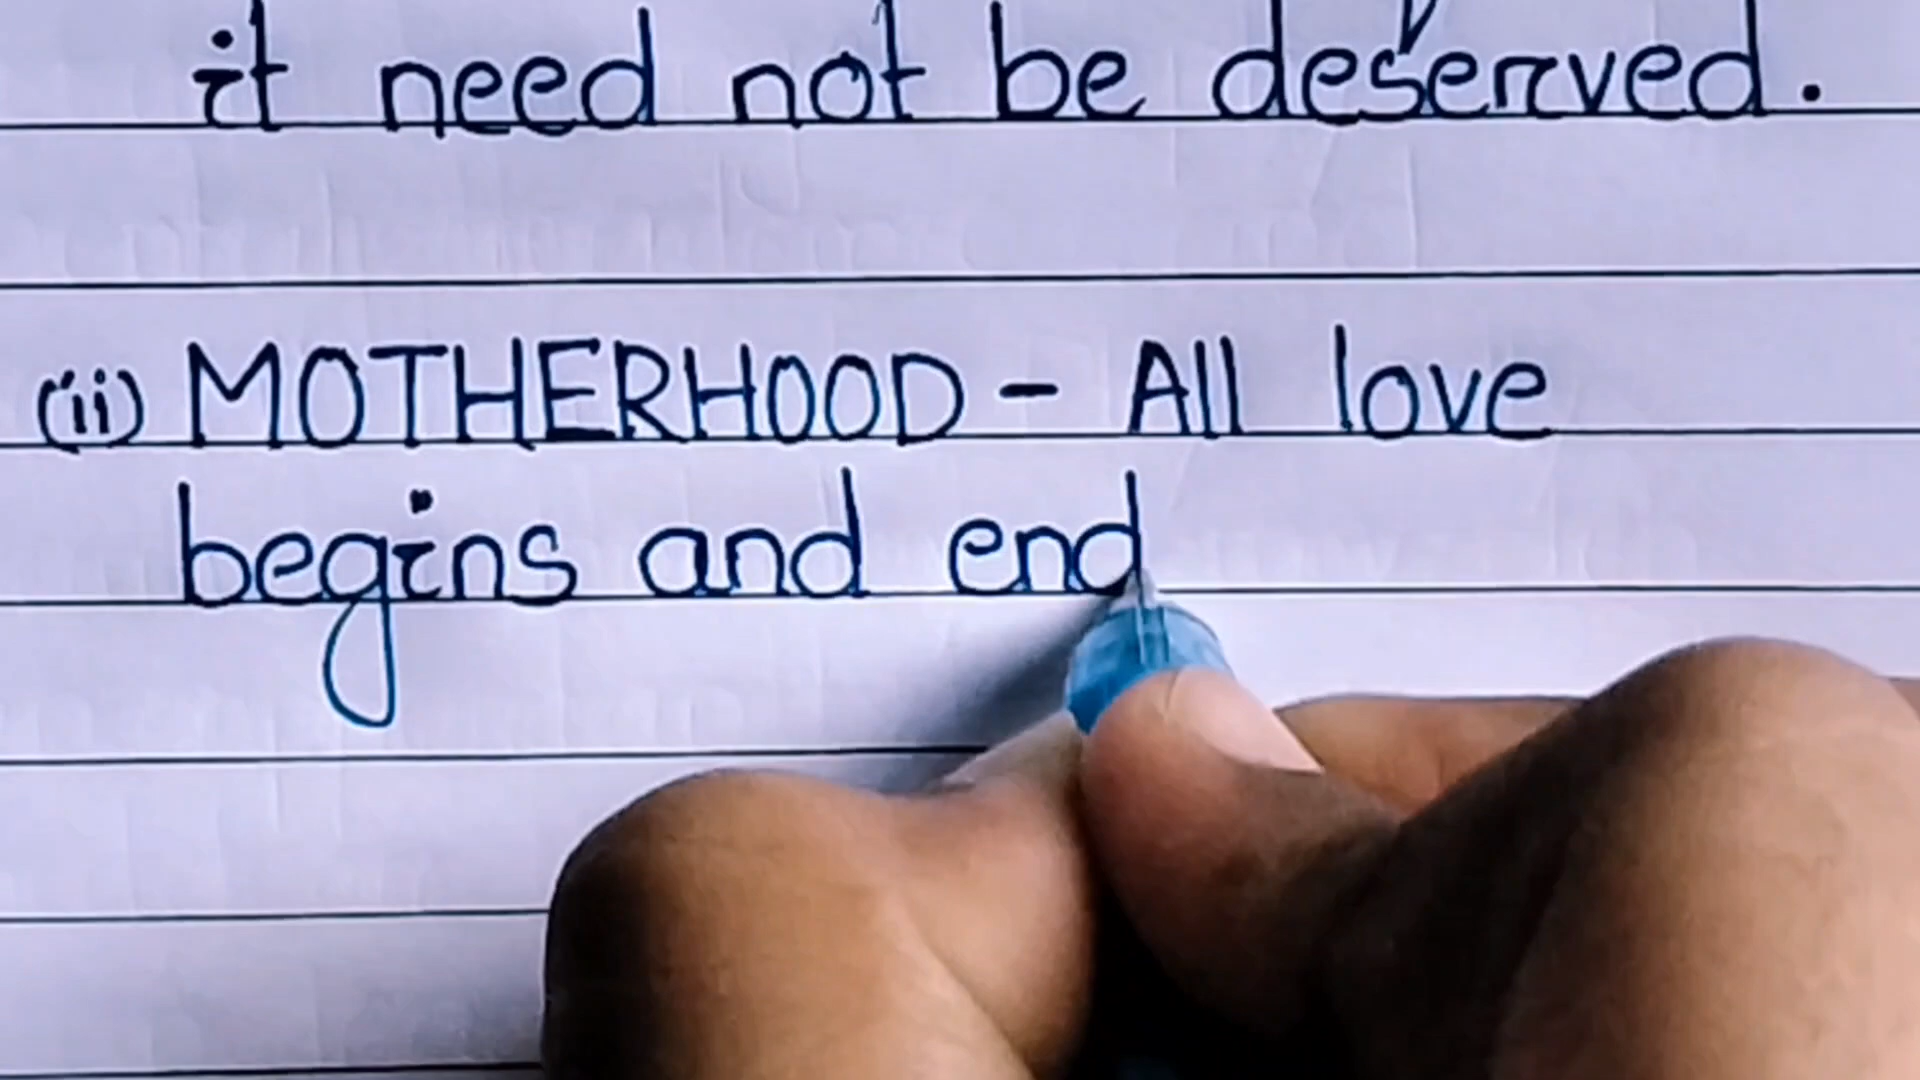 it need not be deserved.
(ii) MOTHERHOOD - All love
begins and end